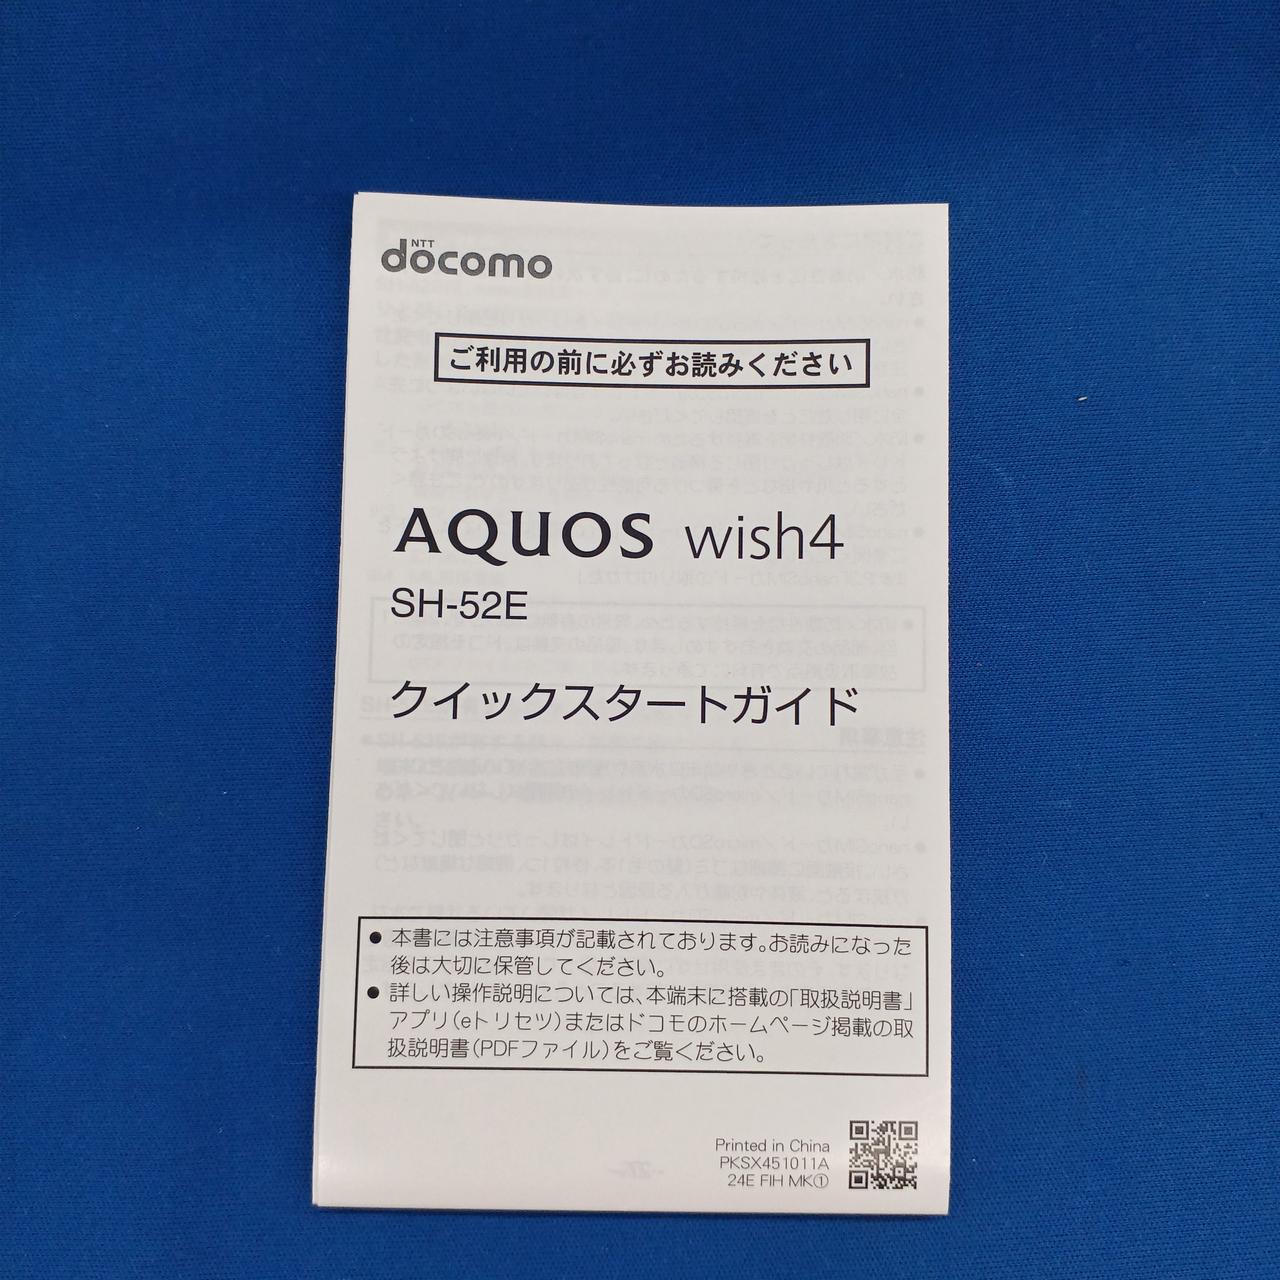 NTT
docomo
ご利用の前に必ずお読みください
AQUOS wish4
SH-52E
クイックスタートガイド
● 本書には注意事項が記載されております。お読みになった
後は大切に保管してください。
● 詳しい操作説明については、本端末に搭載の「取扱説明書」
アプリ(eトリセツ)またはドコモのホームページ掲載の取
扱説明書(PDFファイル)をご覧ください。
Printed in China
PKSX451011A
24E FIH MK①